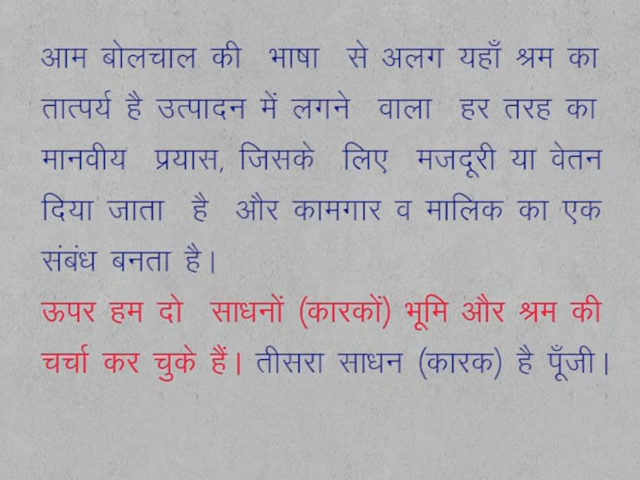 आम बोलचाल की भाषा से अलग यहाँ श्रम का
तात्पर्य है उत्पादन में लगने वाला हर तरह का
मानवीय प्रयास, जिसके लिए मजदूरी या वेतन
दिया जाता है और कामगार व मालिक का एक
संबंध बनता है।
ऊपर हम दो साधनों (कारकों) भूमि और श्रम की
चर्चा कर चुके हैं। तीसरा साधन (कारक) है पूँजी।